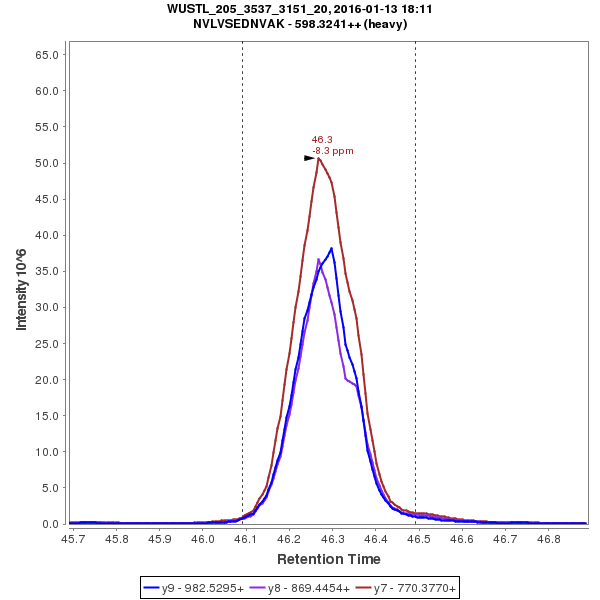 WUSTL_205_3537_3151_20, 2016-01-13 18:11
NVLVSEDNVAK - 598.3241++ (heavy)
65.0
60.0
55.0
50.0
45.0
40.0
35.0
30.0
25.0
20.0
15.0
10.0
5.0
0.0
Intensity 10^6
46.3
-8.3 ppm
45.7 45.8 45.9 46.0 46.1 46.2 46.3 46.4 46.5 46.6 46.7 46.8
Retention Time
y9 - 982.5295+ y8 - 869.4454+ y7 - 770.3770+